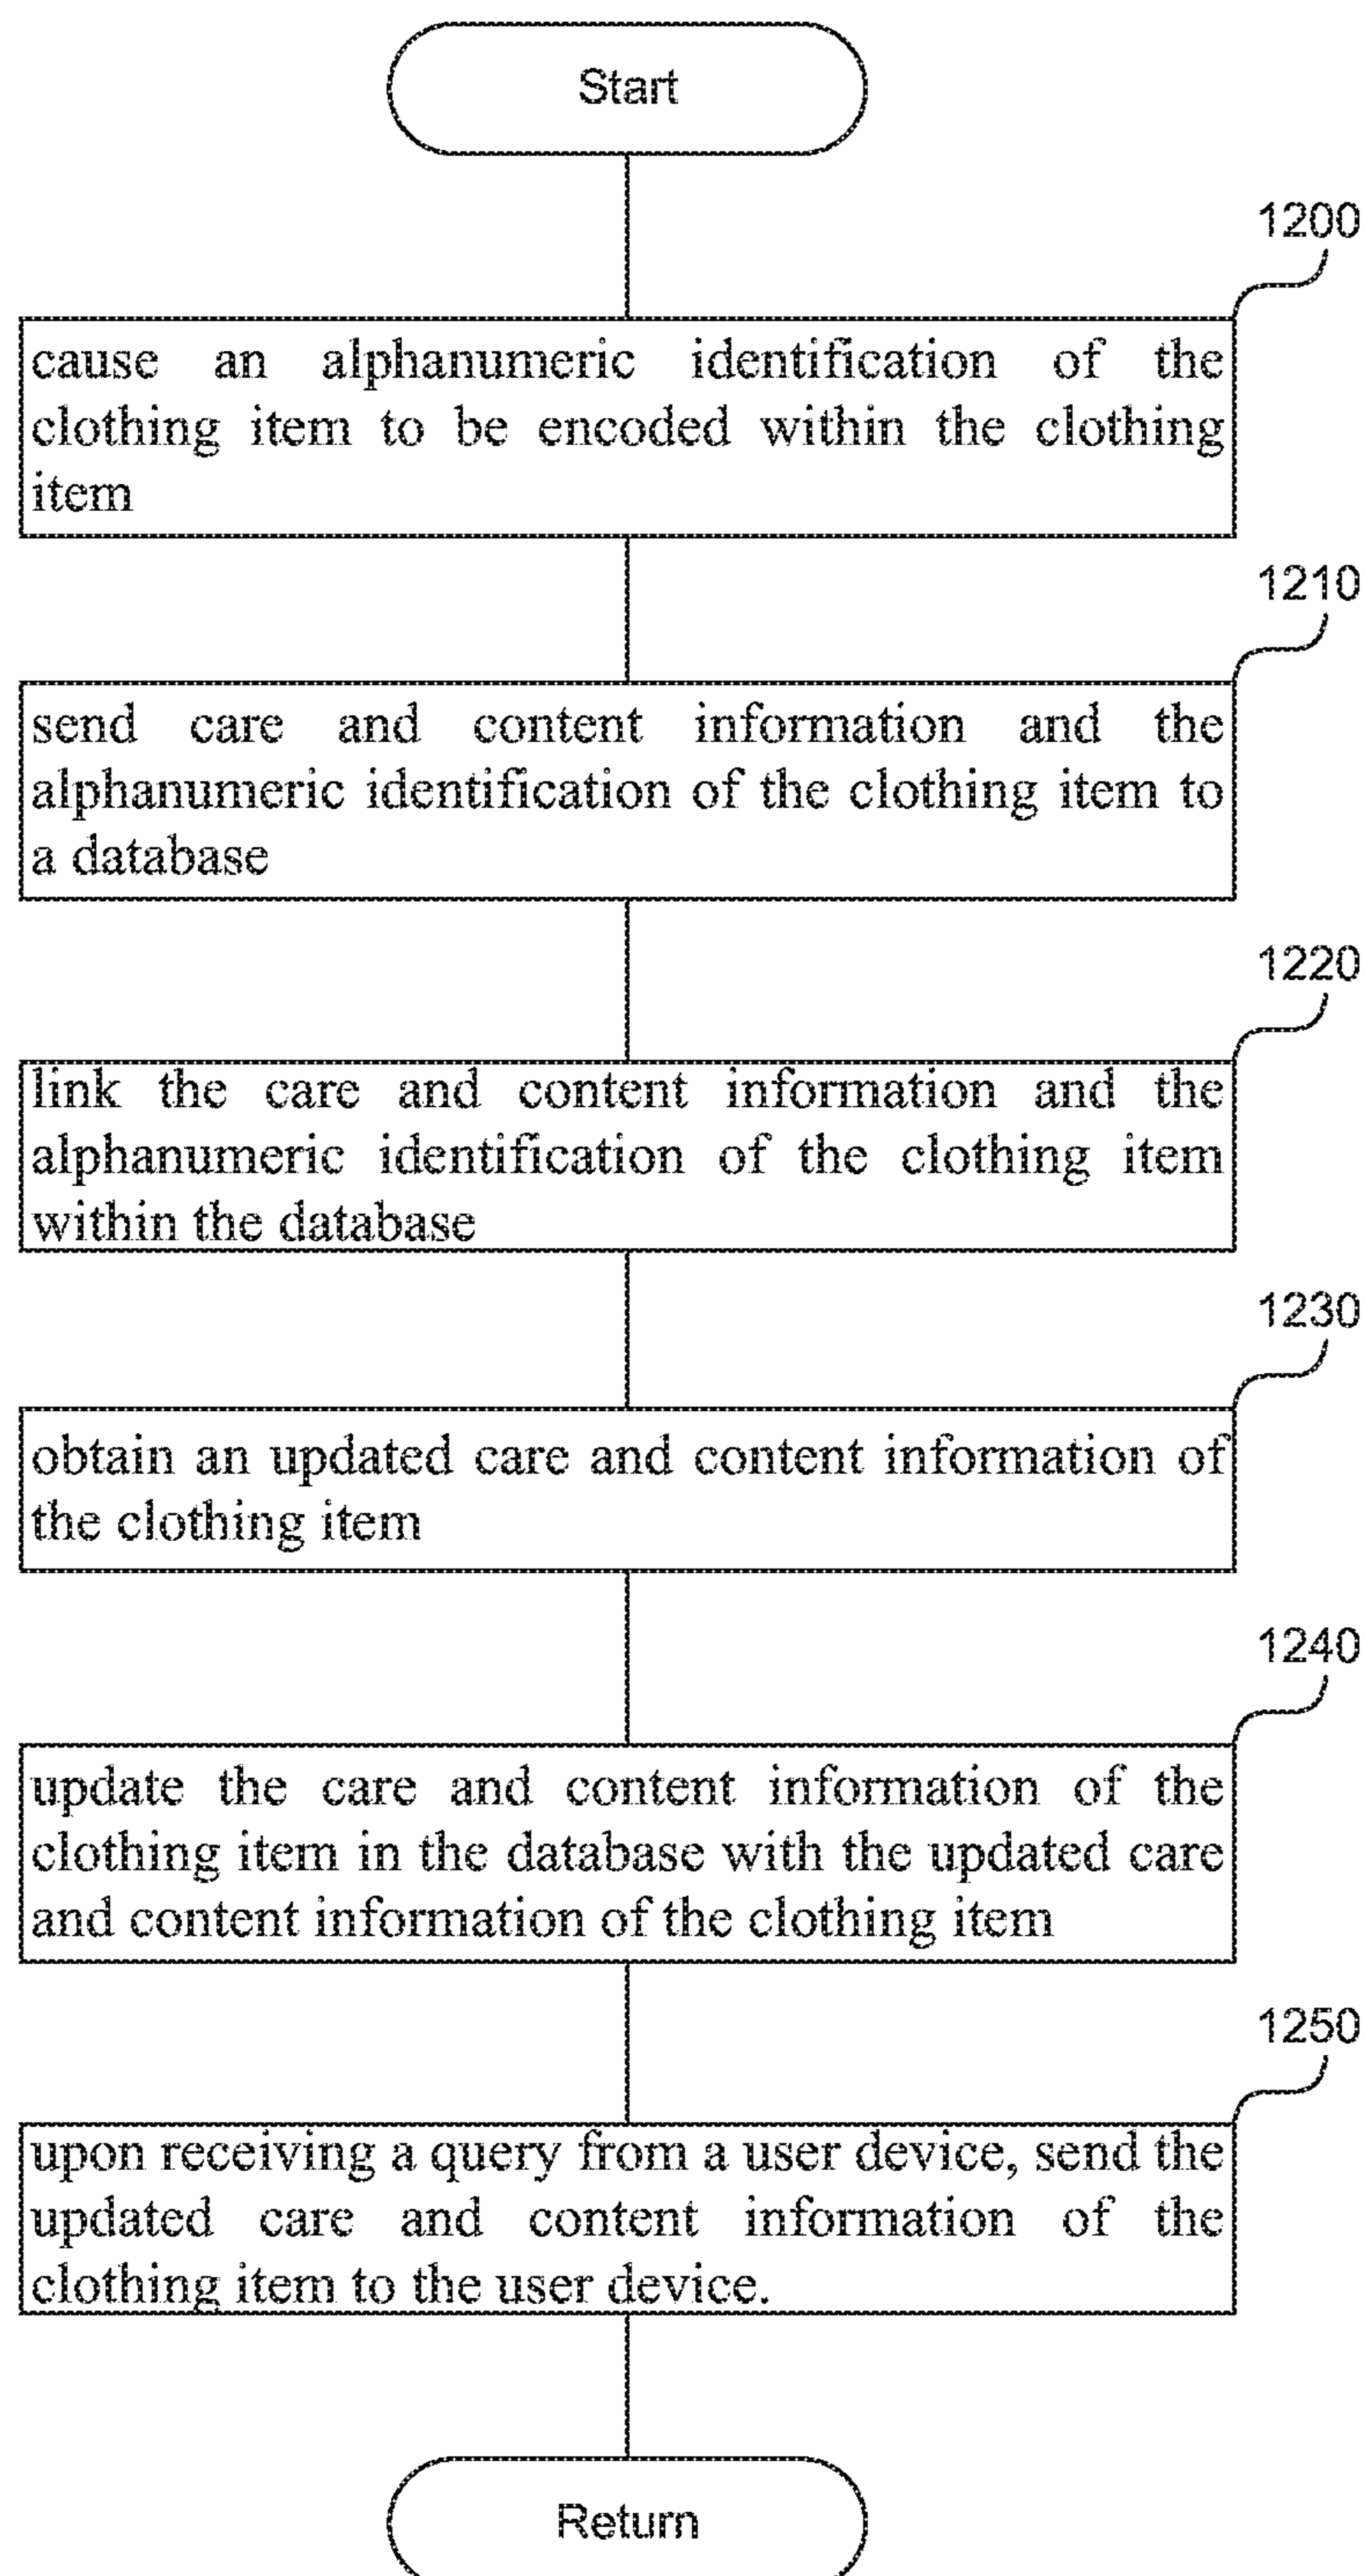 Start
1200
cause an alphanumeric identification of the
clothing item to be encoded within the clothing
item
1210
send care and content information and the
alphanumeric identification of the clothing item to
a database
1220
link the care and content information and the
alphanumeric identification of the clothing item
within the database
1230
obtain an updated care and content information of
the clothing item
1240
update the care and content information of the
clothing item in the database with the updated care
and content information of the clothing item
1250
upon receiving a query from a user device, send the
updated care and content information of the
clothing item to the user device.
Return